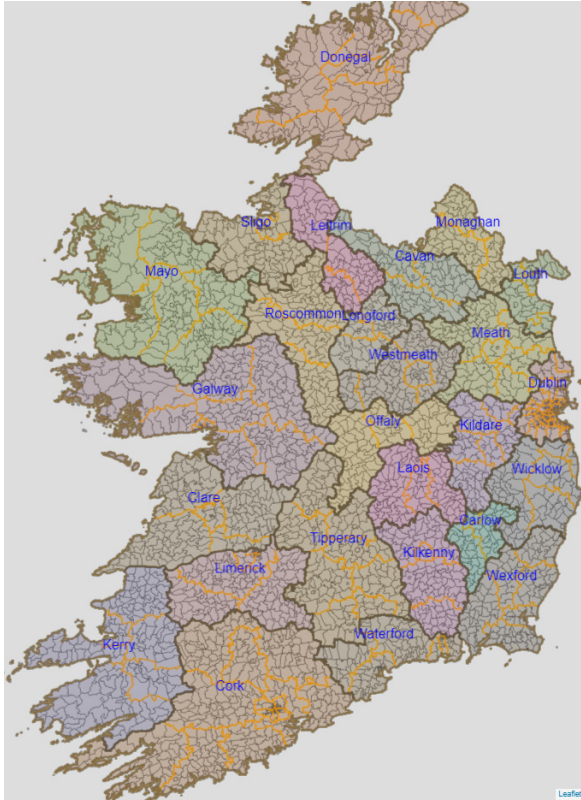 Donegal
Sligo
Leitrim
Monaghan
Cavan
Mayo
Louth
Roscommon
Longford
Meath
Westmeath
Galway
Dublin
Offaly
Kildare
Laois
Wicklow
Clare
Carlow
Tipperary
Kilkenny
Limerick
Wexford
Waterford
Kerry
Cork
Leaflet